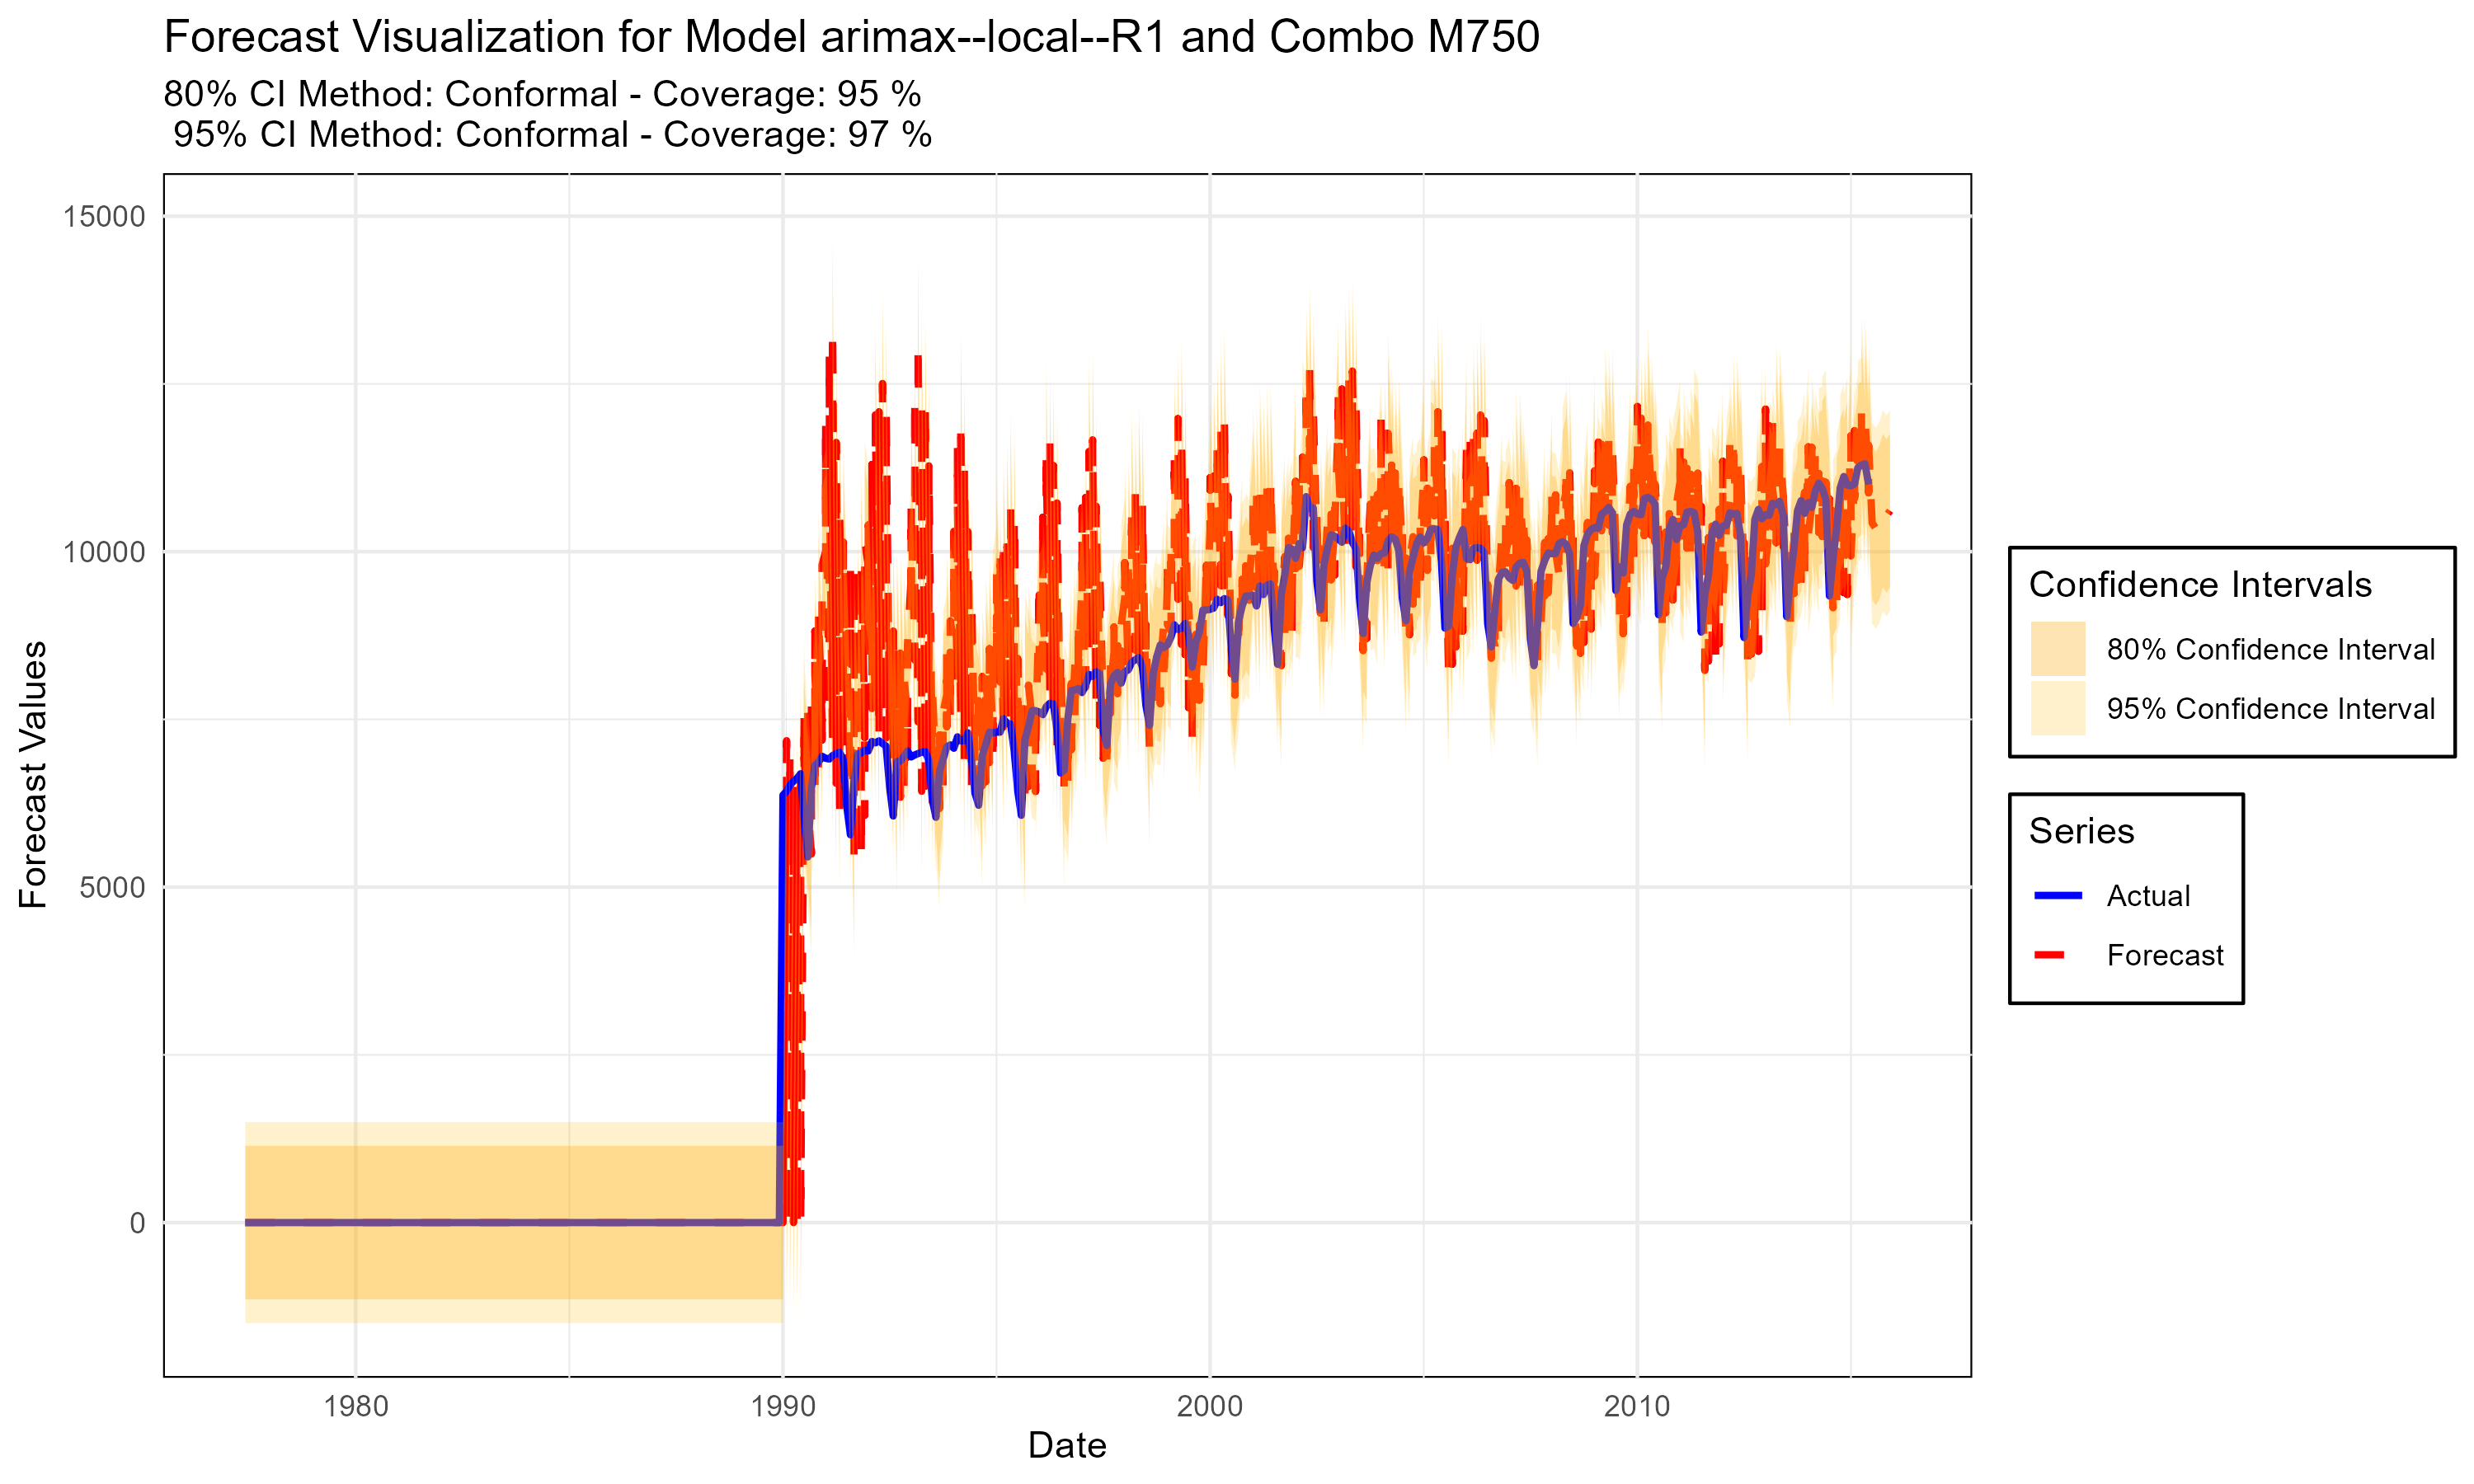 Forecast Visualization for Model arimax--local--R1 and Combo M750
80% CI Method: Conformal - Coverage: 95 %
95% CI Method: Conformal - Coverage: 97 %
15000
10000
5000
0
Forecast Values
1980
1990
2000
2010
Date
Confidence Intervals
80% Confidence Interval
95% Confidence Interval
Series
Actual
Forecast